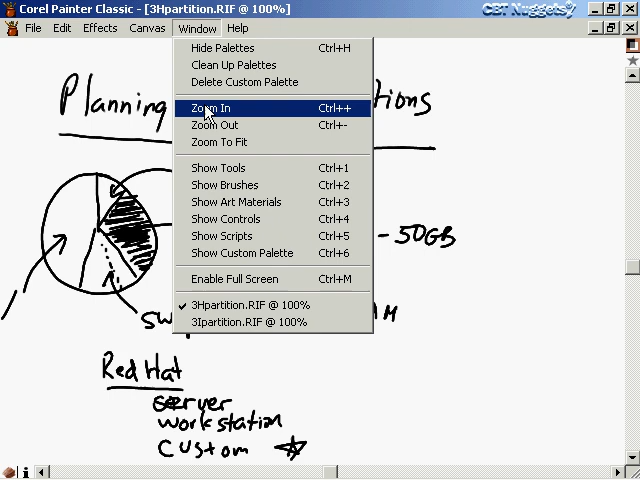 Corel Painter Classic - [3Hpartition.RIF @ 100%]
CBT Nuggets
File Edit Effects Canvas Window Help
Hide Palettes Ctrl+H
Clean Up Palettes
Delete Custom Palette
Zoom In Ctrl++
Zoom Out Ctrl+-
Zoom To Fit
Show Tools Ctrl+1
Show Brushes Ctrl+2
Show Art Materials Ctrl+3
Show Controls Ctrl+4
Show Scripts Ctrl+5
Show Custom Palette Ctrl+6
Enable Full Screen Ctrl+M
3Hpartition.RIF @ 100%
3Ipartition.RIF @ 100%
Planning tions
- 50GB
SW M
Red Hat
server
workstation
custom